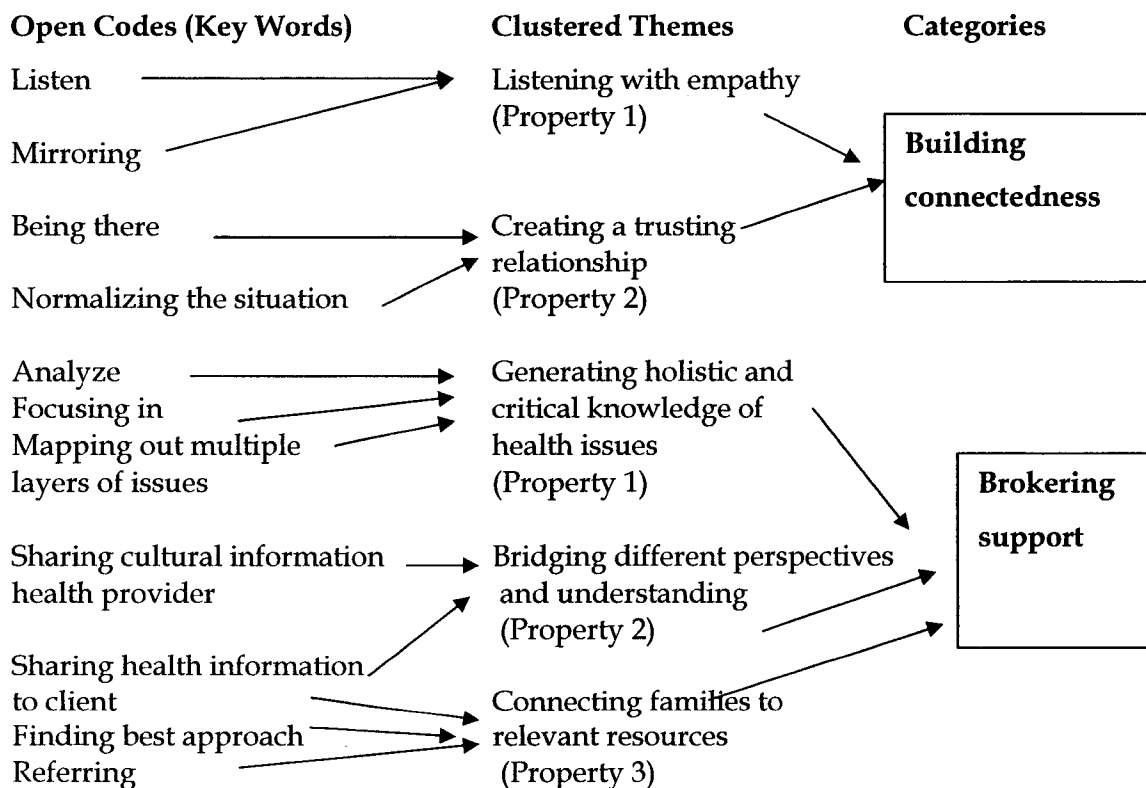 Open Codes (Key Words)
Clustered Themes
Categories
Listen
Mirroring
Being there
Normalizing the situation
Analyze
Focusing in
Mapping out multiple
layers of issues
Sharing cultural information
health provider
Sharing health information
to client
Finding best approach
Referring
Listening with empathy
(Property 1)
Creating a trusting
relationship
(Property 2)
Generating holistic and
critical knowledge of
health issues
(Property 1)
Bridging different perspectives
and understanding
(Property 2)
Connecting families to
relevant resources
(Property 3)
Building
connectedness
Brokering
support